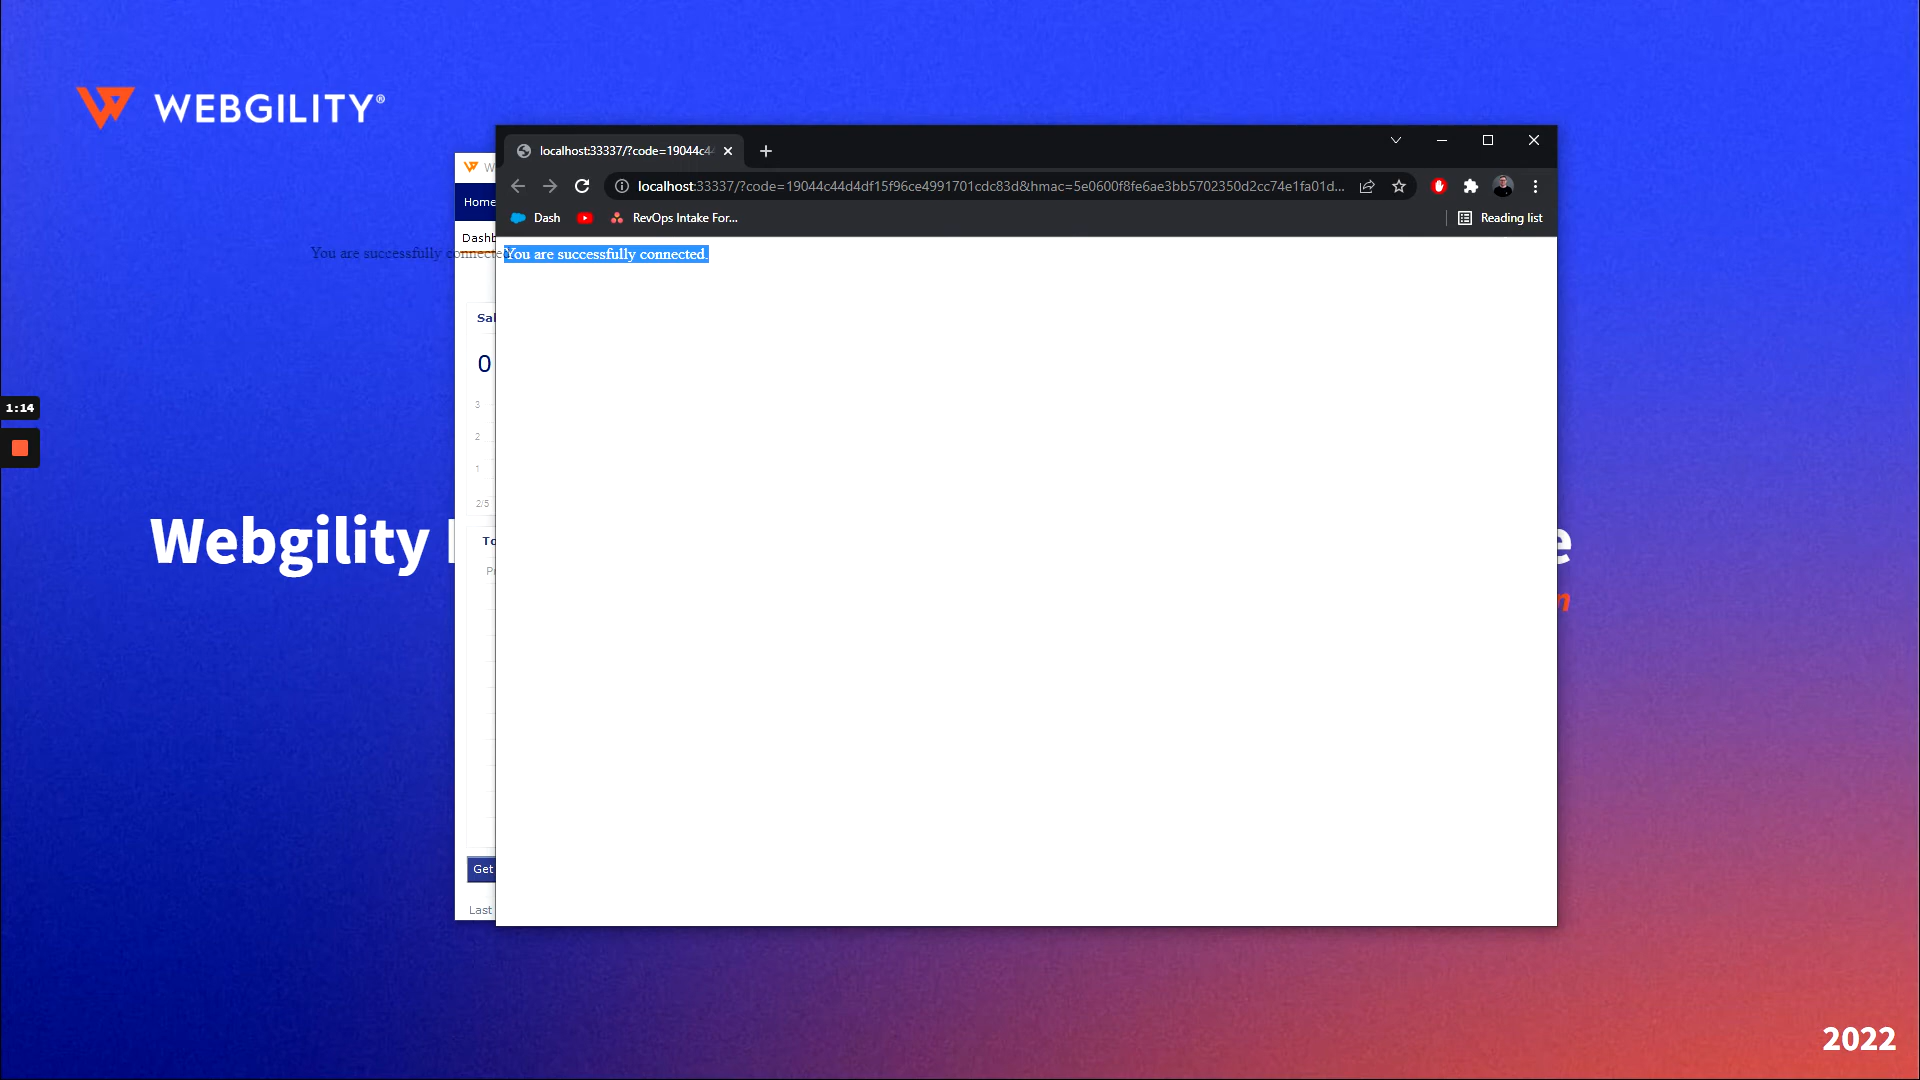 WEBGILITY®
localhost:33337/?code=19044c44
localhost:33337/?code=19044c44d4df15f96ce4991701cdc83d&hmac=5e0600f8fe6ae3bb5702350d2cc74e1fa01d...
Dash
RevOps Intake For...
Reading list
W
Home
Dashb
You are successfully connected
You are successfully connected.
Sal
0
3
2
1
2/5
1:14
Webgility
e
To
n
Pr
Get
Last
2022